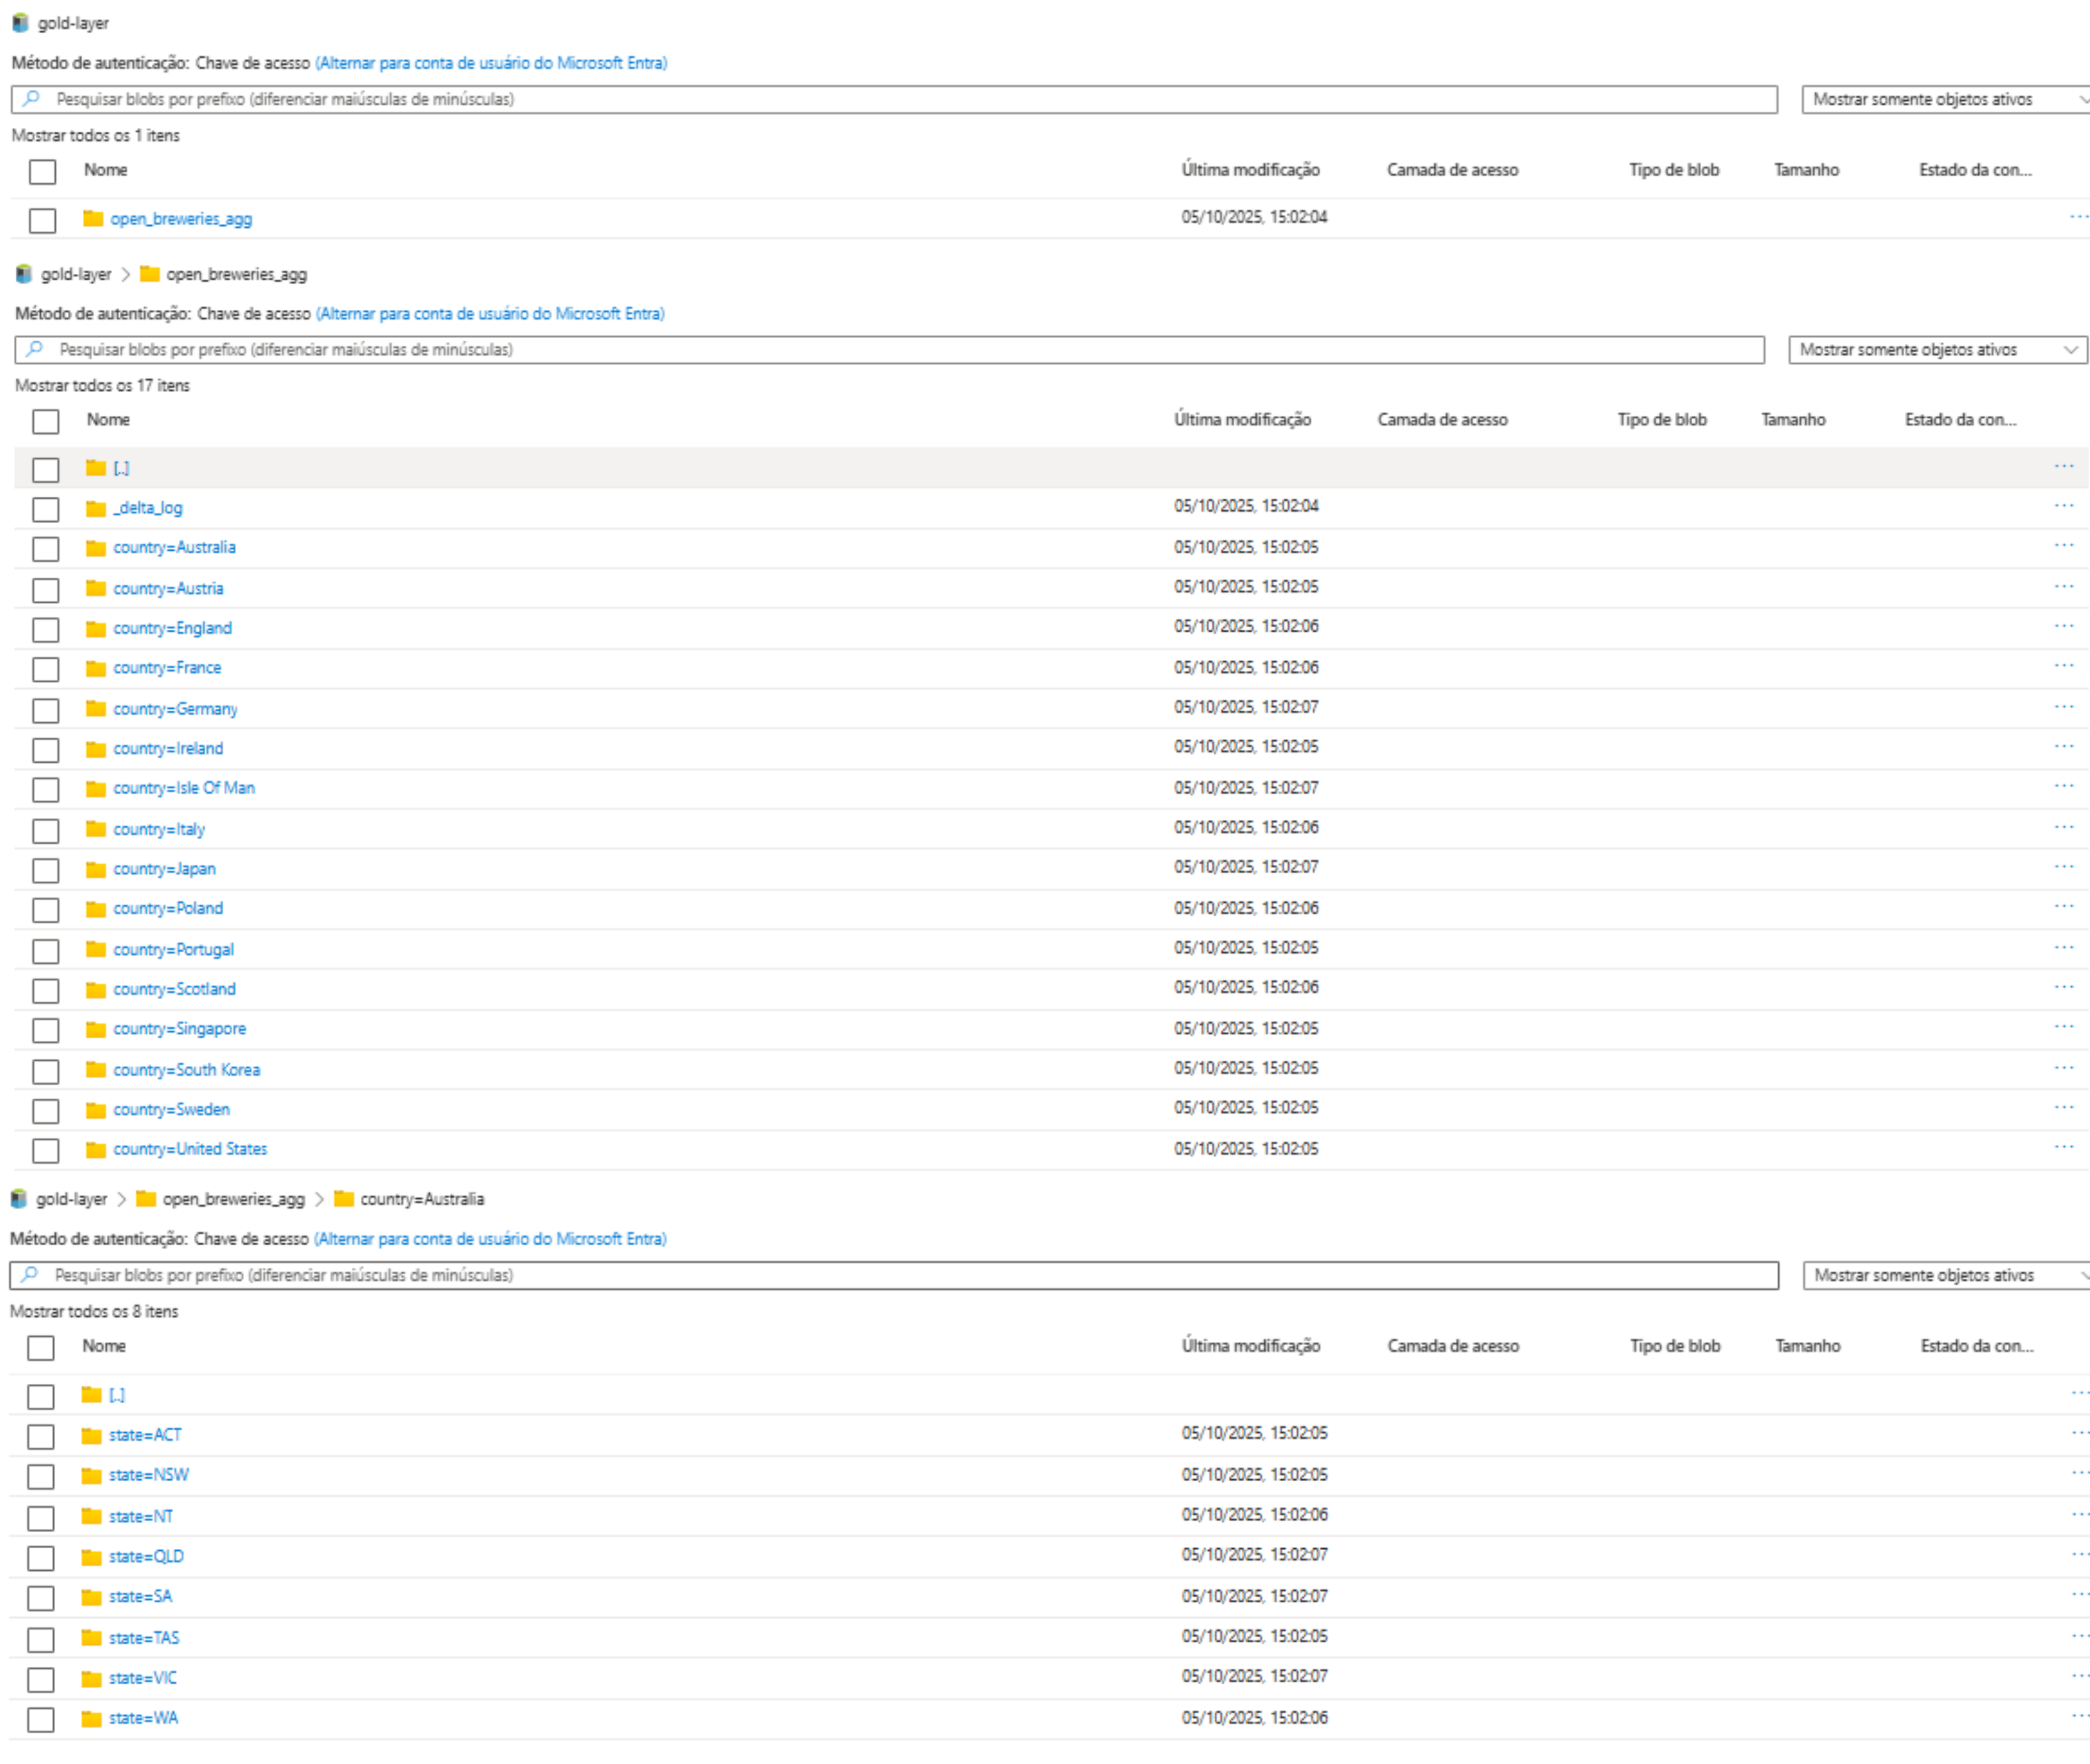 gold-layer
Método de autenticação: Chave de acesso (Alternar para conta de usuário do Microsoft Entra)
Pesquisar blobs por prefixo (diferenciar maiúsculas de minúsculas) Mostrar somente objetos ativos
Mostrar todos os 1 itens
Nome Última modificação Camada de acesso Tipo de blob Tamanho Estado da con...
open_breweries_agg 05/10/2025, 15:02:04 ...
gold-layer > open_breweries_agg
Método de autenticação: Chave de acesso (Alternar para conta de usuário do Microsoft Entra)
Pesquisar blobs por prefixo (diferenciar maiúsculas de minúsculas) Mostrar somente objetos ativos
Mostrar todos os 17 itens
Nome Última modificação Camada de acesso Tipo de blob Tamanho Estado da con...
[..] ...
_delta_log 05/10/2025, 15:02:04 ...
country=Australia 05/10/2025, 15:02:05 ...
country=Austria 05/10/2025, 15:02:05 ...
country=England 05/10/2025, 15:02:06 ...
country=France 05/10/2025, 15:02:06 ...
country=Germany 05/10/2025, 15:02:07 ...
country=Ireland 05/10/2025, 15:02:05 ...
country=Isle Of Man 05/10/2025, 15:02:07 ...
country=Italy 05/10/2025, 15:02:06 ...
country=Japan 05/10/2025, 15:02:07 ...
country=Poland 05/10/2025, 15:02:06 ...
country=Portugal 05/10/2025, 15:02:05 ...
country=Scotland 05/10/2025, 15:02:06 ...
country=Singapore 05/10/2025, 15:02:05 ...
country=South Korea 05/10/2025, 15:02:05 ...
country=Sweden 05/10/2025, 15:02:05 ...
country=United States 05/10/2025, 15:02:05 ...
gold-layer > open_breweries_agg > country=Australia
Método de autenticação: Chave de acesso (Alternar para conta de usuário do Microsoft Entra)
Pesquisar blobs por prefixo (diferenciar maiúsculas de minúsculas) Mostrar somente objetos ativos
Mostrar todos os 8 itens
Nome Última modificação Camada de acesso Tipo de blob Tamanho Estado da con...
[..] ...
state=ACT 05/10/2025, 15:02:05 ...
state=NSW 05/10/2025, 15:02:05 ...
state=NT 05/10/2025, 15:02:06 ...
state=QLD 05/10/2025, 15:02:07 ...
state=SA 05/10/2025, 15:02:07 ...
state=TAS 05/10/2025, 15:02:05 ...
state=VIC 05/10/2025, 15:02:07 ...
state=WA 05/10/2025, 15:02:06 ...